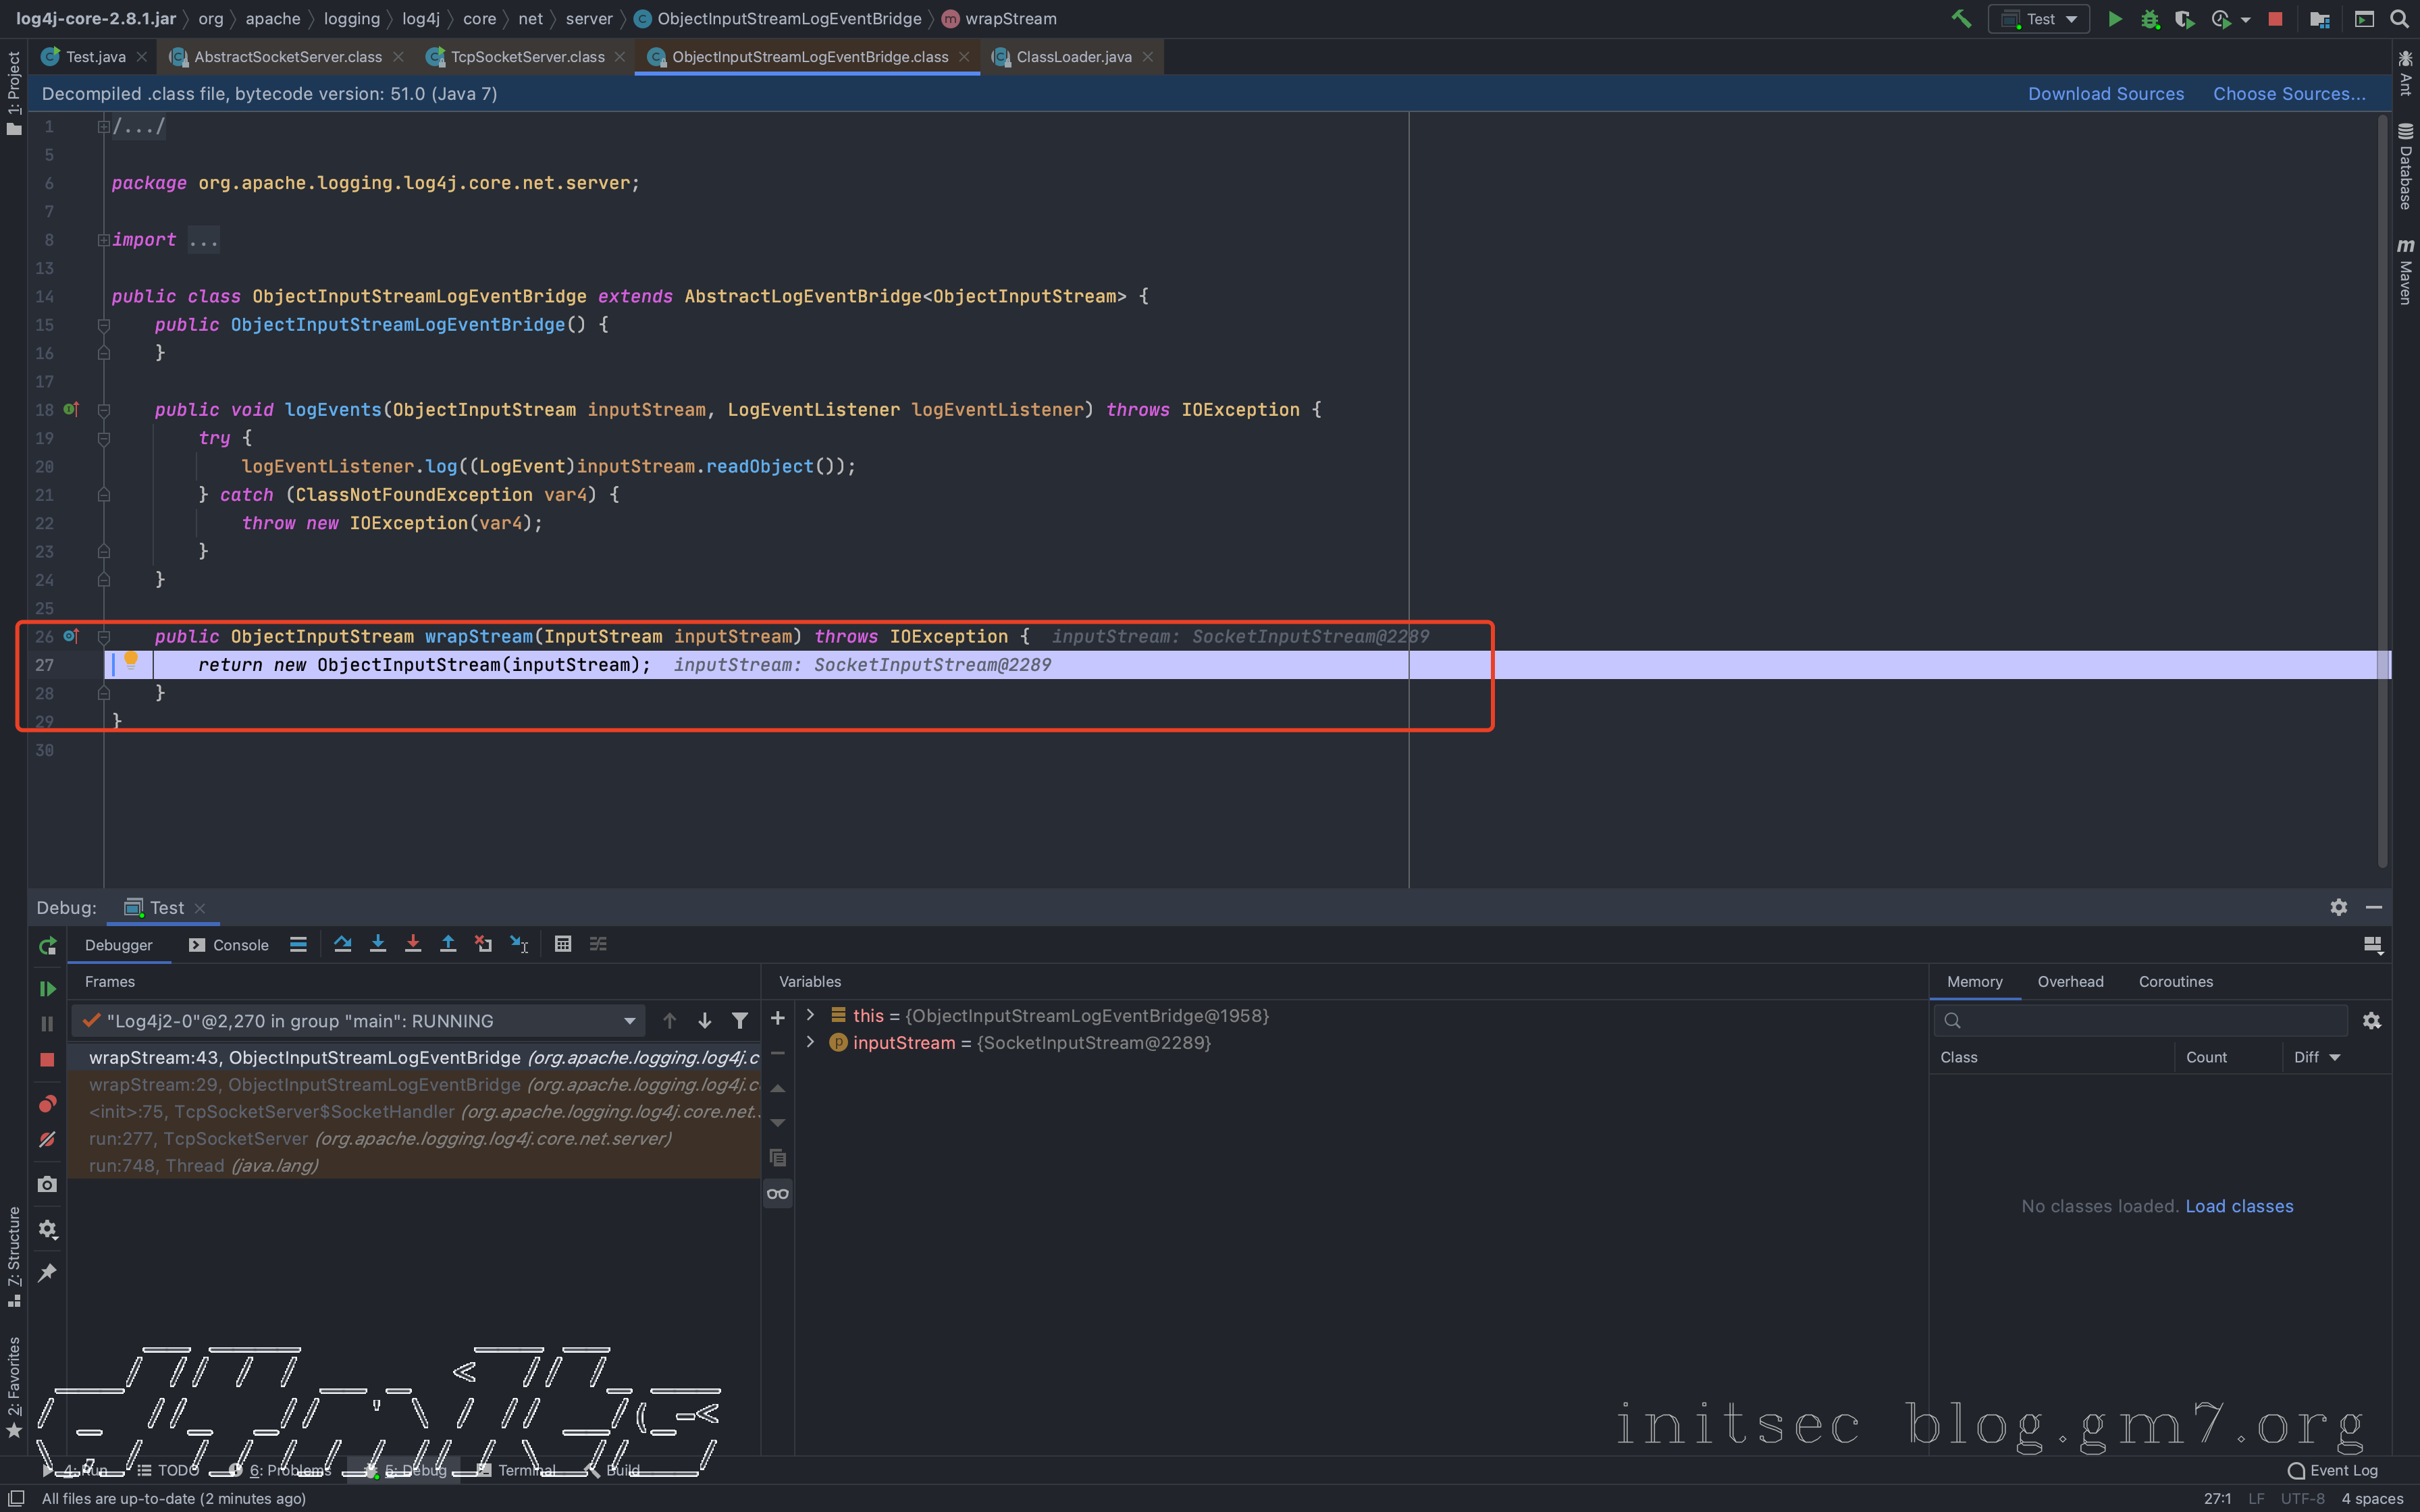 log4j-core-2.8.1.jar 〉 org 〉 apache 〉 logging 〉 log4j 〉 core 〉 net 〉 server 〉 ObjectInputStreamLogEventBridge 〉 wrapStream
Test
Test.java AbstractSocketServer.class TcpSocketServer.class ObjectInputStreamLogEventBridge.class ClassLoader.java
Decompiled .class file, bytecode version: 51.0 (Java 7) Download Sources Choose Sources...
1 /.../
5
6 package org.apache.logging.log4j.core.net.server;
7
8 import ...
13
14 public class ObjectInputStreamLogEventBridge extends AbstractLogEventBridge<ObjectInputStream> {
15 public ObjectInputStreamLogEventBridge() {
16 }
17
18 public void logEvents(ObjectInputStream inputStream, LogEventListener logEventListener) throws IOException {
19 try {
20 logEventListener.log((LogEvent)inputStream.readObject());
21 } catch (ClassNotFoundException var4) {
22 throw new IOException(var4);
23 }
24 }
25
26 public ObjectInputStream wrapStream(InputStream inputStream) throws IOException { inputStream: SocketInputStream@2289
27 return new ObjectInputStream(inputStream); inputStream: SocketInputStream@2289
28 }
29 }
30
1: Project
7: Structure
2: Favorites
Ant
Database
m Maven
Debug: Test
Debugger Console
Frames Variables Memory Overhead Coroutines
"Log4j2-0"@2,270 in group "main": RUNNING
wrapStream:43, ObjectInputStreamLogEventBridge (org.apache.logging.log4j.c
wrapStream:29, ObjectInputStreamLogEventBridge (org.apache.logging.log4j.c
<init>:75, TcpSocketServer$SocketHandler (org.apache.logging.log4j.core.net.
run:277, TcpSocketServer (org.apache.logging.log4j.core.net.server)
run:748, Thread (java.lang)
this = {ObjectInputStreamLogEventBridge@1958}
inputStream = {SocketInputStream@2289}
Class Count Diff
No classes loaded. Load classes
initsec blog.gm7.org
4: Run TODO 6: Problems 5: Debug Terminal Build Event Log
All files are up-to-date (2 minutes ago) 27:1 LF UTF-8 4 spaces